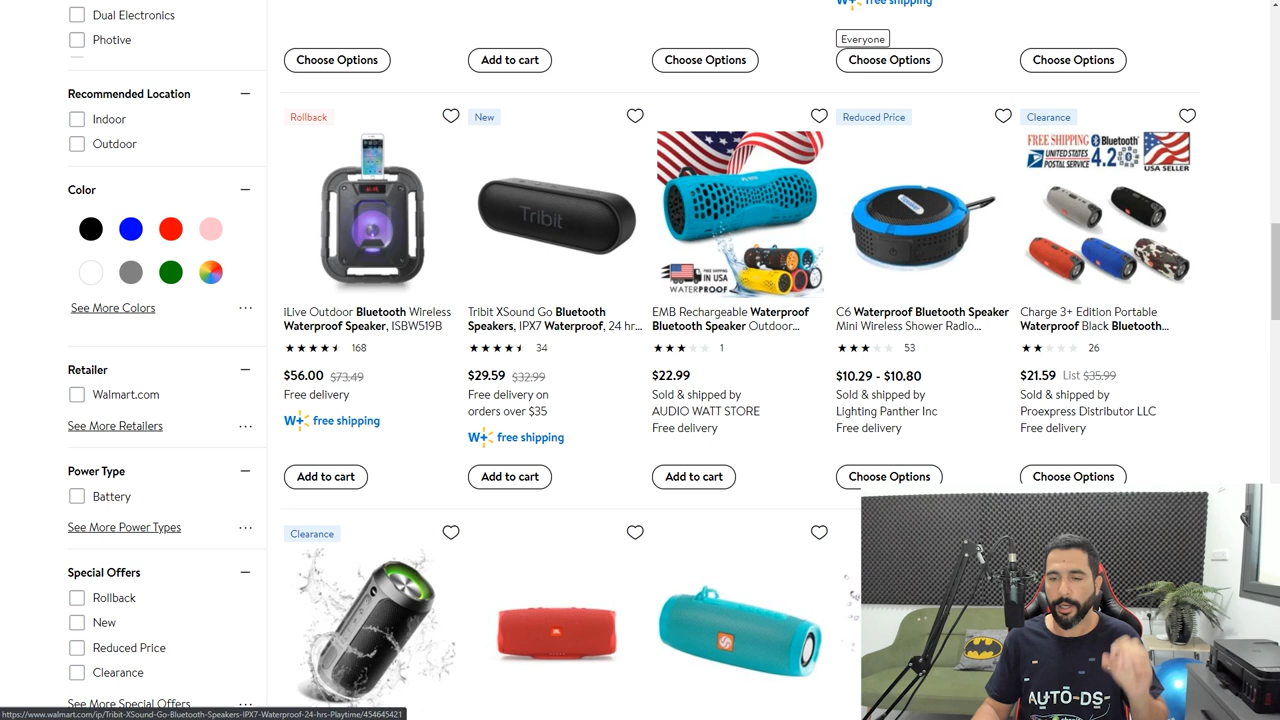 Dual Electronics
Photive
free shipping
Everyone
Choose Options
Add to cart
Choose Options
Choose Options
Choose Options
Recommended Location
Indoor
Outdoor
Color
See More Colors
Retailer
Walmart.com
See More Retailers
Power Type
Battery
See More Power Types
Special Offers
Rollback
New
Reduced Price
Clearance
See More Special Offers
Rollback
iLive Outdoor Bluetooth Wireless
Waterproof Speaker, ISBW519B
168
$56.00 $73.49
Free delivery
W+ free shipping
Add to cart
New
Tribit
Tribit XSound Go Bluetooth
Speakers, IPX7 Waterproof, 24 hr...
34
$29.59 $32.99
Free delivery on
orders over $35
W+ free shipping
Add to cart
FREE SHIPPING
IN USA
WATERPROOF
EMB Rechargeable Waterproof
Bluetooth Speaker Outdoor...
1
$22.99
Sold & shipped by
AUDIO WATT STORE
Free delivery
Add to cart
Reduced Price
C6 Waterproof Bluetooth Speaker
Mini Wireless Shower Radio...
53
$10.29 - $10.80
Sold & shipped by
Lighting Panther Inc
Free delivery
Choose Options
Clearance
FREE SHIPPING Bluetooth
UNITED STATES
POSTAL SERVICE
4.2
USA
SELLER
Charge 3+ Edition Portable
Waterproof Black Bluetooth...
26
$21.59 List $35.99
Sold & shipped by
Proexpress Distributor LLC
Free delivery
Choose Options
Clearance
JBL
AUTŌ-DS
https://www.walmart.com/ip/Tribit-XSound-Go-Bluetooth-Speakers-IPX7-Waterproof-24-hrs-Playtime/454645421